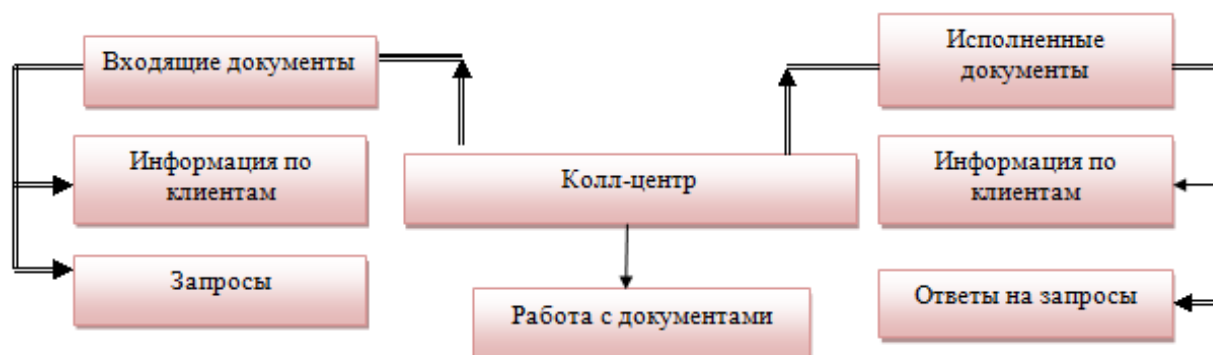 Входящие документы
Исполненные
документы
Информация по
клиентам
Колл-центр
Информация по
клиентам
Запросы
Работа с документами
Ответы на запросы